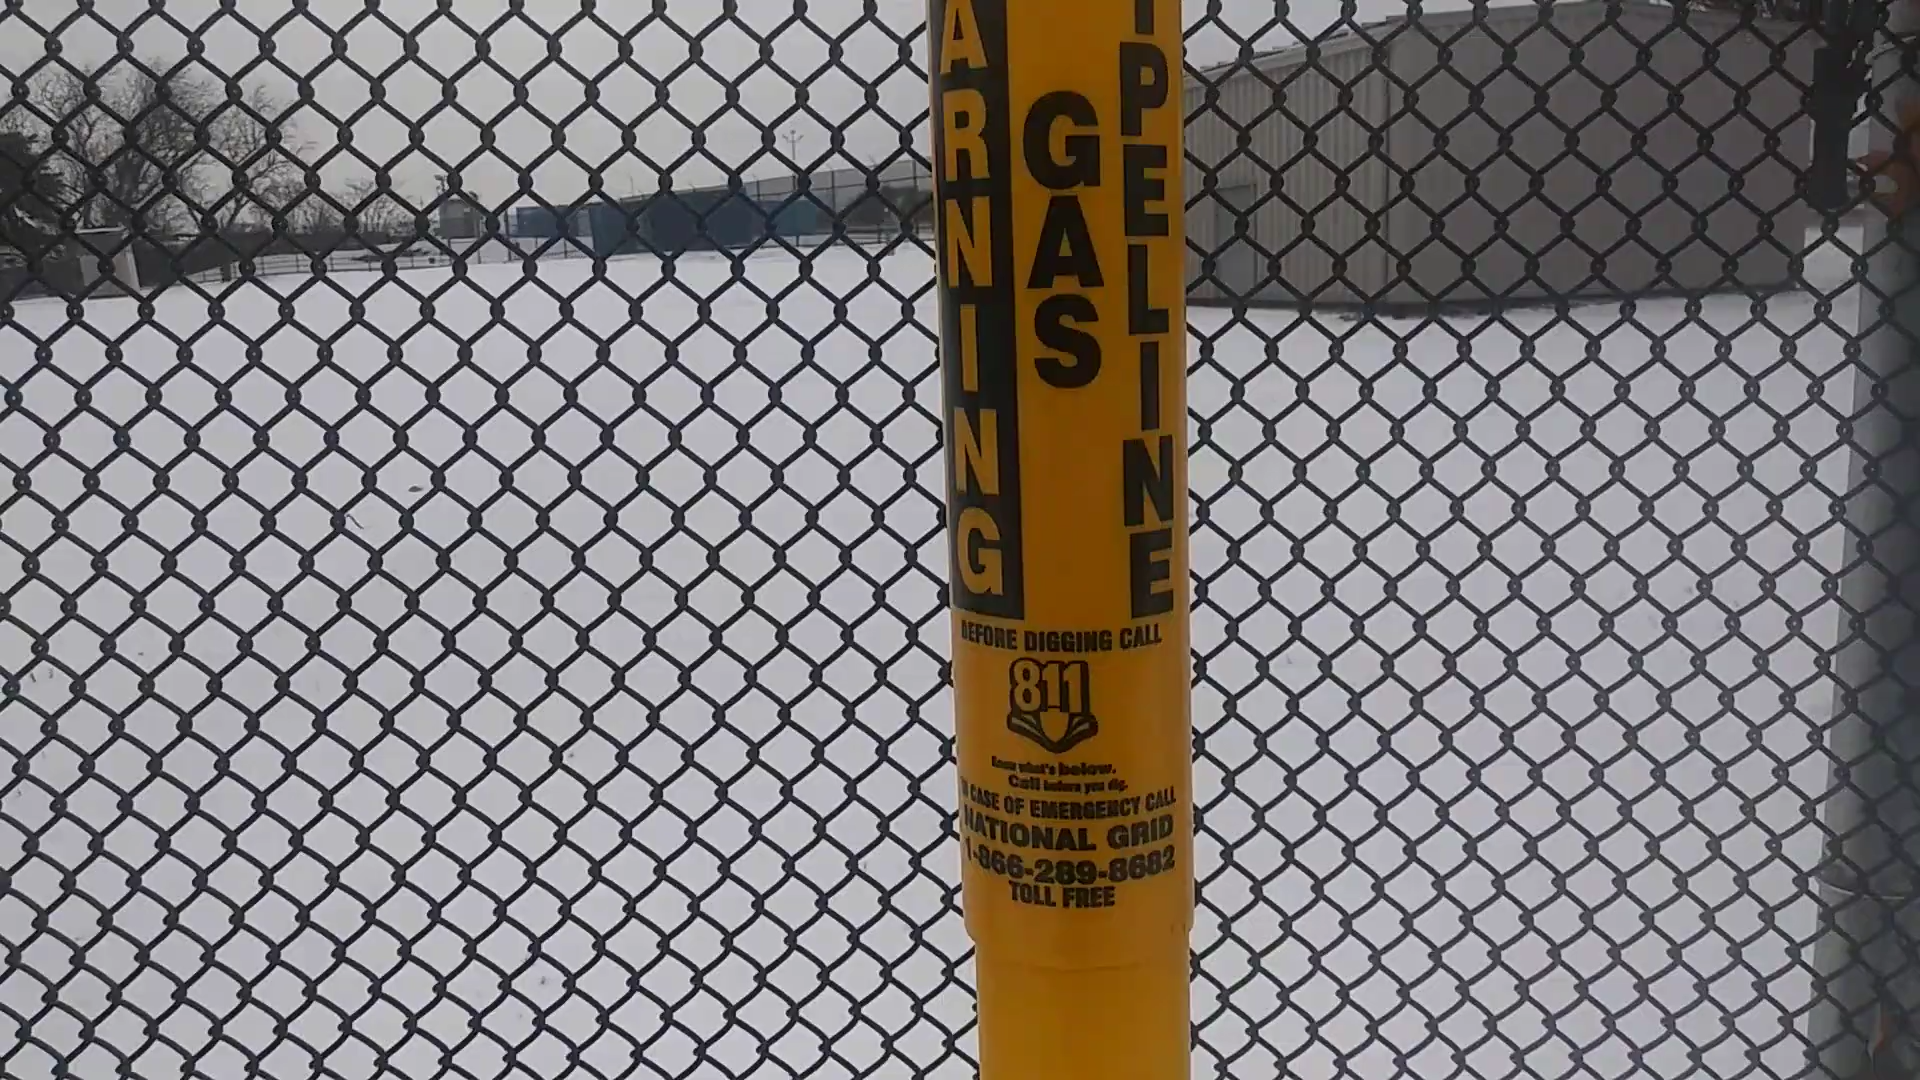 ARNING
GAS
IPELINE
BEFORE DIGGING CALL
811
Know what's below.
Call before you dig.
IN CASE OF EMERGENCY CALL
NATIONAL GRID
1-866-289-8682
TOLL FREE